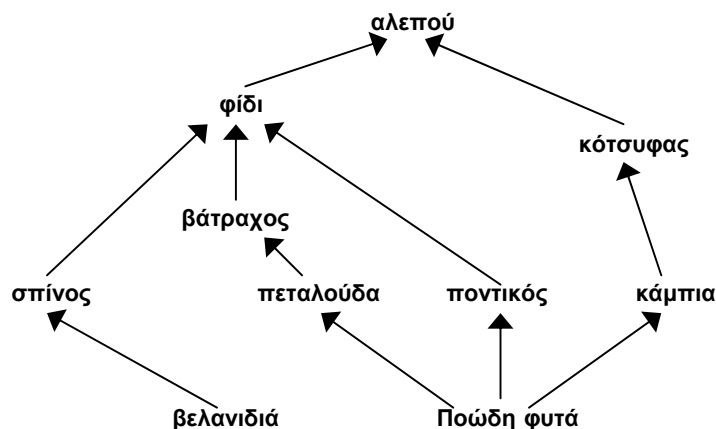 αλεπού
φίδι
κότσυφας
βάτραχος
σπίνος πεταλούδα ποντικός κάμπια
βελανιδιά Ποώδη φυτά